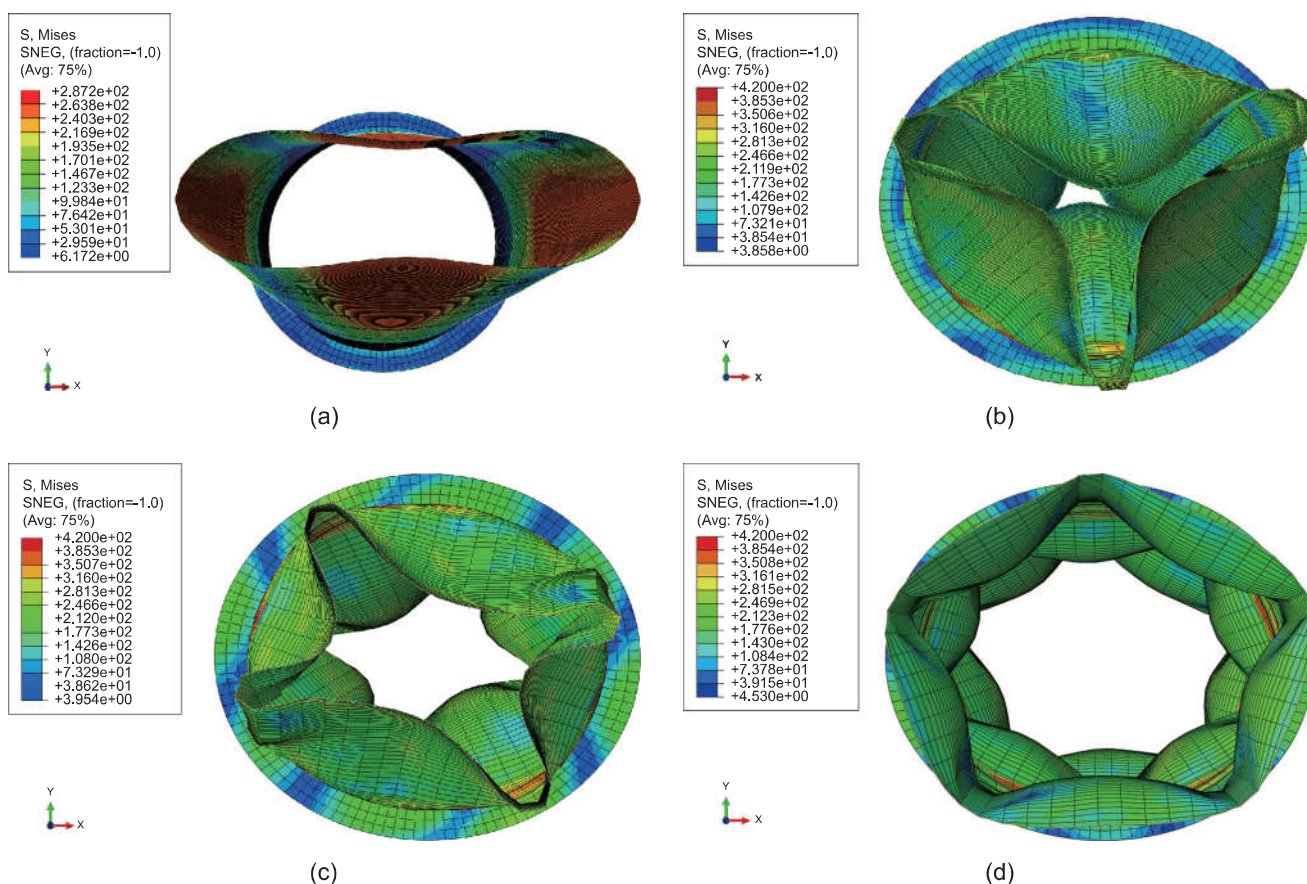 S, Mises
SNEG, (fraction=-1.0)
(Avg: 75%)
+2.872e+02
+2.638e+02
+2.403e+02
+2.169e+02
+1.935e+02
+1.701e+02
+1.467e+02
+1.233e+02
+9.984e+01
+7.642e+01
+5.301e+01
+2.959e+01
+6.172e+00
Y
X
(a)
S, Mises
SNEG, (fraction=-1.0)
(Avg: 75%)
+4.200e+02
+3.853e+02
+3.506e+02
+3.160e+02
+2.813e+02
+2.466e+02
+2.119e+02
+1.773e+02
+1.426e+02
+1.079e+02
+7.321e+01
+3.854e+01
+3.858e+00
Y
X
(b)
S, Mises
SNEG, (fraction=-1.0)
(Avg: 75%)
+4.200e+02
+3.853e+02
+3.507e+02
+3.160e+02
+2.813e+02
+2.466e+02
+2.120e+02
+1.773e+02
+1.426e+02
+1.080e+02
+7.329e+01
+3.862e+01
+3.954e+00
Y
X
(c)
S, Mises
SNEG, (fraction=-1.0)
(Avg: 75%)
+4.200e+02
+3.854e+02
+3.508e+02
+3.161e+02
+2.815e+02
+2.469e+02
+2.123e+02
+1.776e+02
+1.430e+02
+1.084e+02
+7.378e+01
+3.915e+01
+4.530e+00
Y
X
(d)